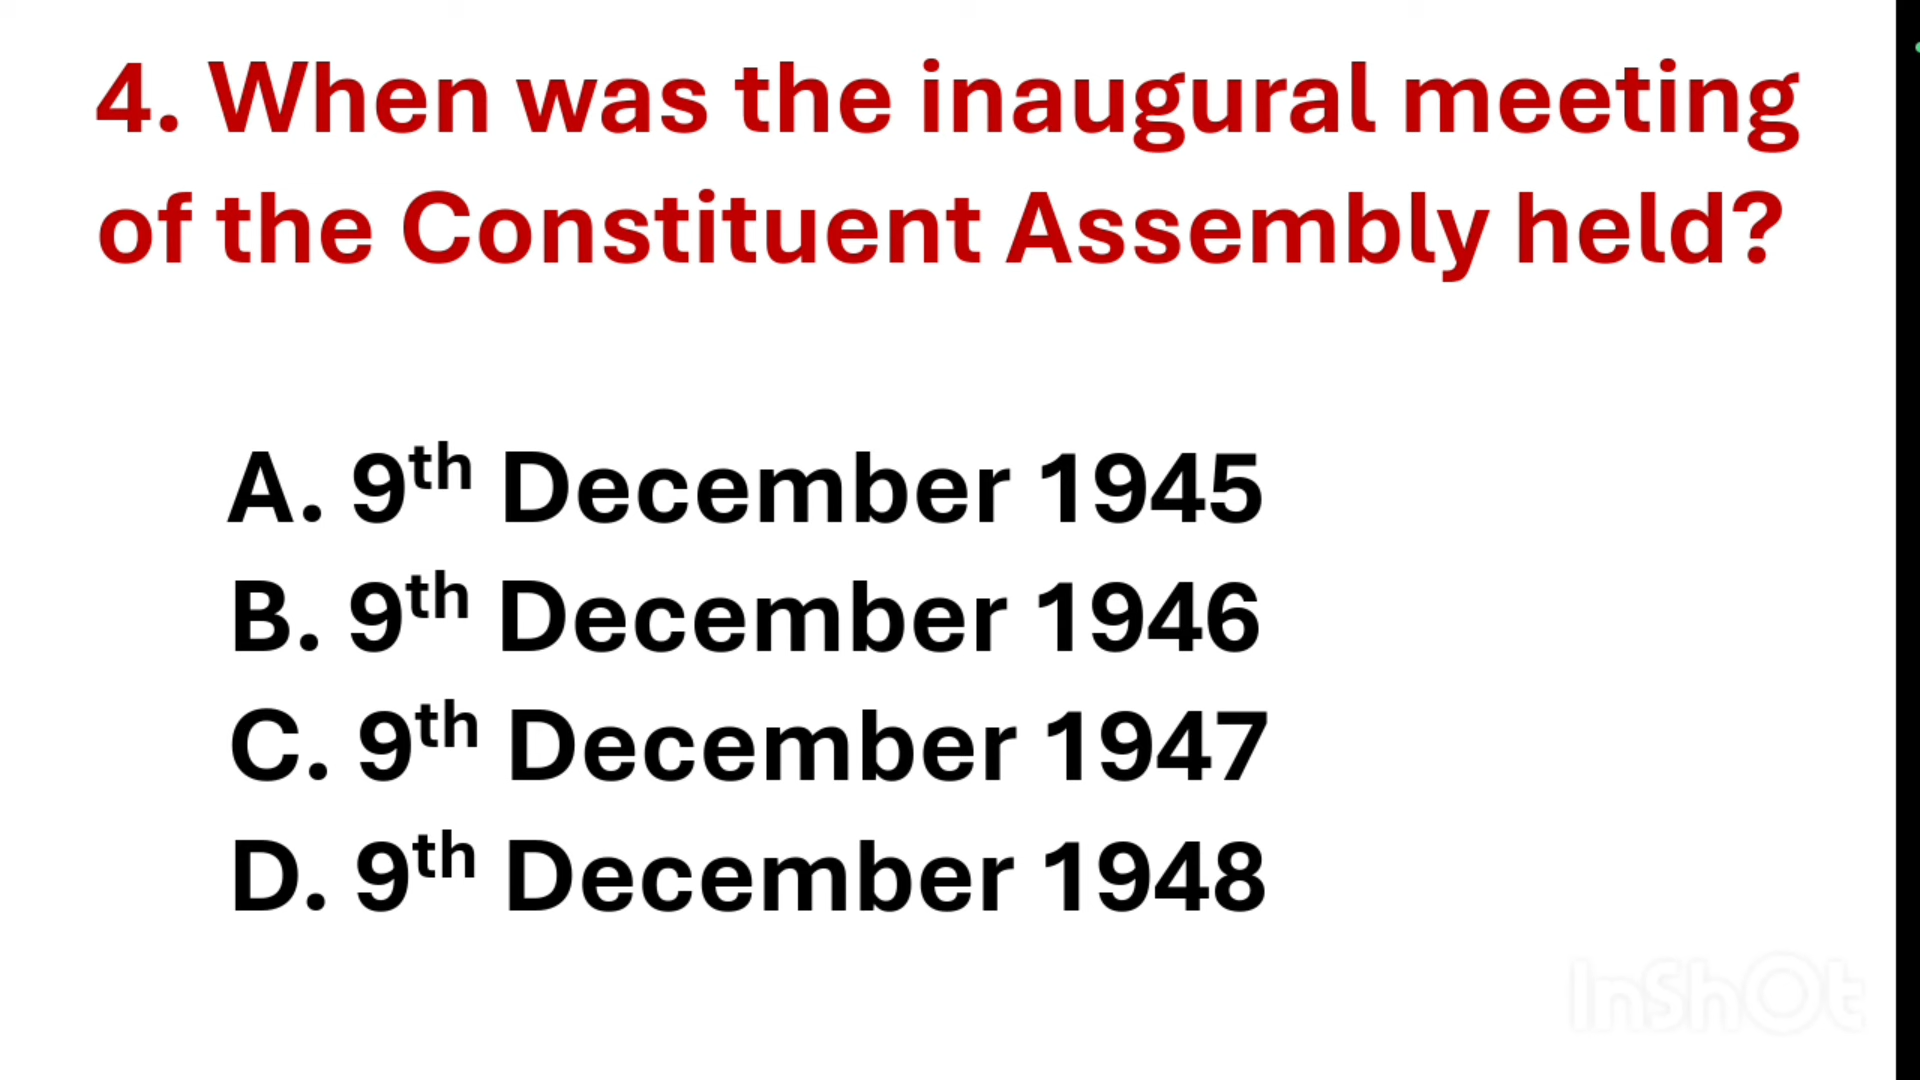 4. When was the inaugural meeting
of the Constituent Assembly held?
A. 9th December 1945
B. 9th December 1946
C. 9th December 1947
D. 9th December 1948
InShOt